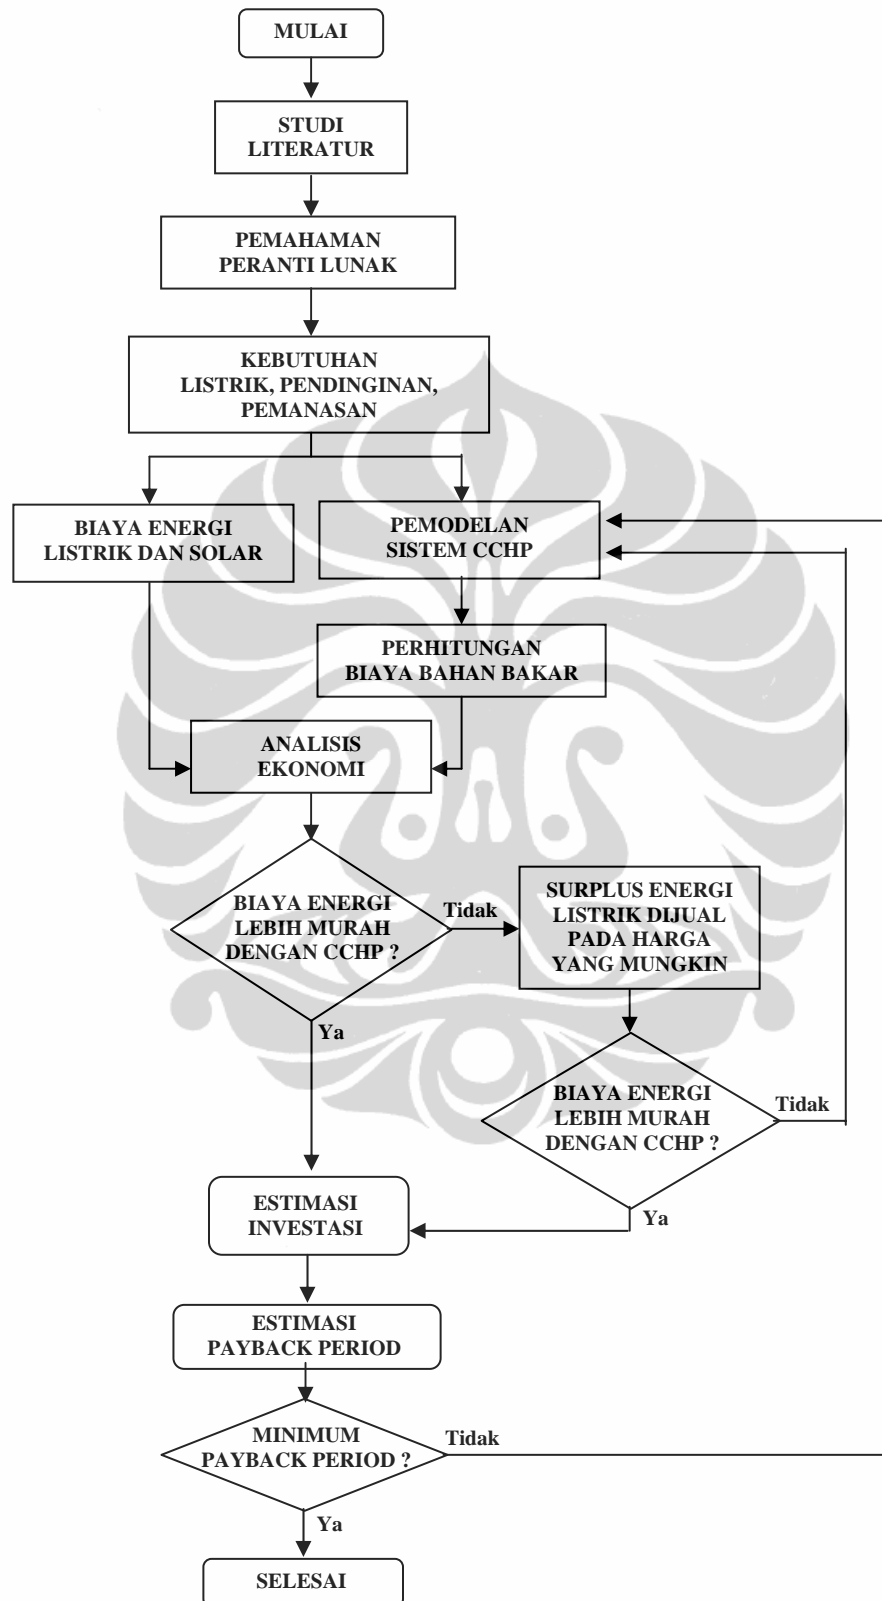 MULAI
STUDI
LITERATUR
PEMAHAMAN
PERANTI LUNAK
KEBUTUHAN
LISTRIK, PENDINGINAN,
PEMANASAN
BIAYA ENERGI
LISTRIK DAN SOLAR
PEMODELAN
SISTEM CCHP
PERHITUNGAN
BIAYA BAHAN BAKAR
ANALISIS
EKONOMI
BIAYA ENERGI
LEBIH MURAH
DENGAN CCHP ?
Tidak
Ya
SURPLUS ENERGI
LISTRIK DIJUAL
PADA HARGA
YANG MUNGKIN
BIAYA ENERGI
LEBIH MURAH
DENGAN CCHP ?
Tidak
Ya
ESTIMASI
INVESTASI
ESTIMASI
PAYBACK PERIOD
MINIMUM
PAYBACK PERIOD ?
Tidak
Ya
SELESAI